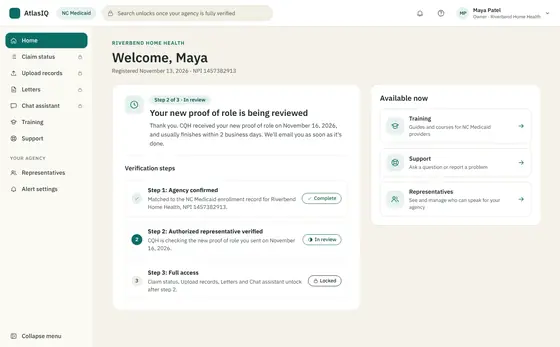 AtlasIQ
NC Medicaid
Search unlocks once your agency is fully verified
MP
Maya Patel
Owner · Riverbend Home Health
Home
Claim status
Upload records
Letters
Chat assistant
Training
Support
YOUR AGENCY
Representatives
Alert settings
Collapse menu
RIVERBEND HOME HEALTH
Welcome, Maya
Registered November 13, 2026 · NPI 1457382913
Step 2 of 3 · In review
Your new proof of role is being reviewed
Thank you. CQH received your new proof of role on November 16, 2026,
and usually finishes within 2 business days. We'll email you as soon as it's
done.
Verification steps
Step 1: Agency confirmed
Matched to the NC Medicaid enrollment record for Riverbend
Home Health, NPI 1457382913.
Complete
2
Step 2: Authorized representative verified
CQH is checking the new proof of role you sent on November
16, 2026.
In review
3
Step 3: Full access
Claim status, Upload records, Letters and Chat assistant unlock
after step 2.
Locked
Available now
Training
Guides and courses for NC Medicaid
providers
Support
Ask a question or report a problem
Representatives
See and manage who can speak for your
agency